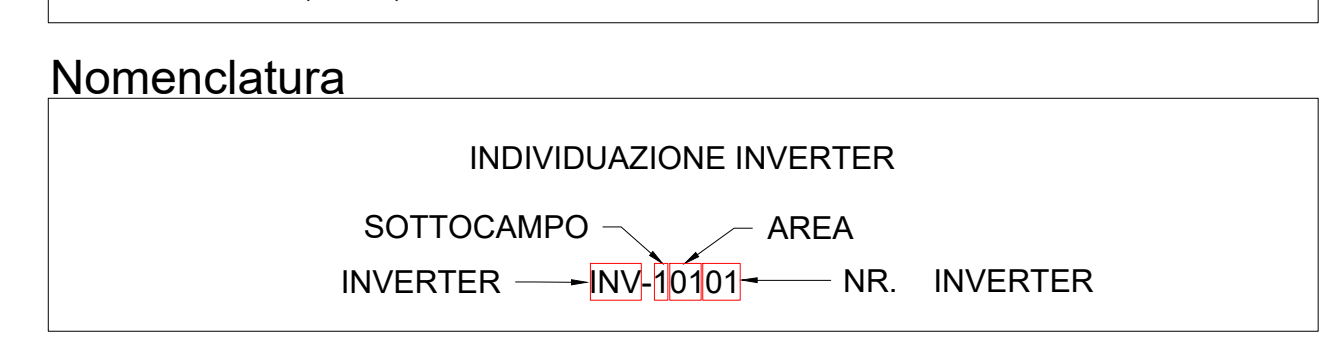 Nomenclatura
INDIVIDUAZIONE INVERTER
SOTTOCAMPO AREA
INVERTER INV-10101 NR. INVERTER